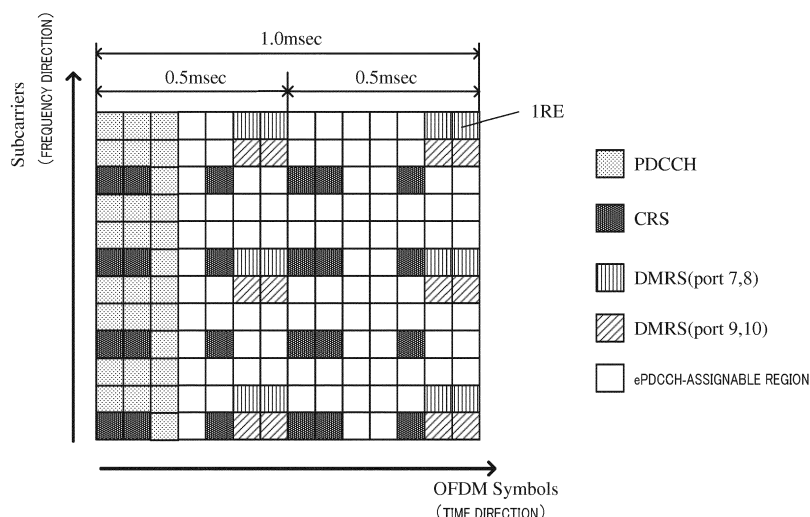 1.0msec
0.5msec
0.5msec
Subcarriers
(FREQUENCY DIRECTION)
1RE
PDCCH
CRS
DMRS(port 7,8)
DMRS(port 9,10)
ePDCCH-ASSIGNABLE REGION
OFDM Symbols
(TIME DIRECTION)